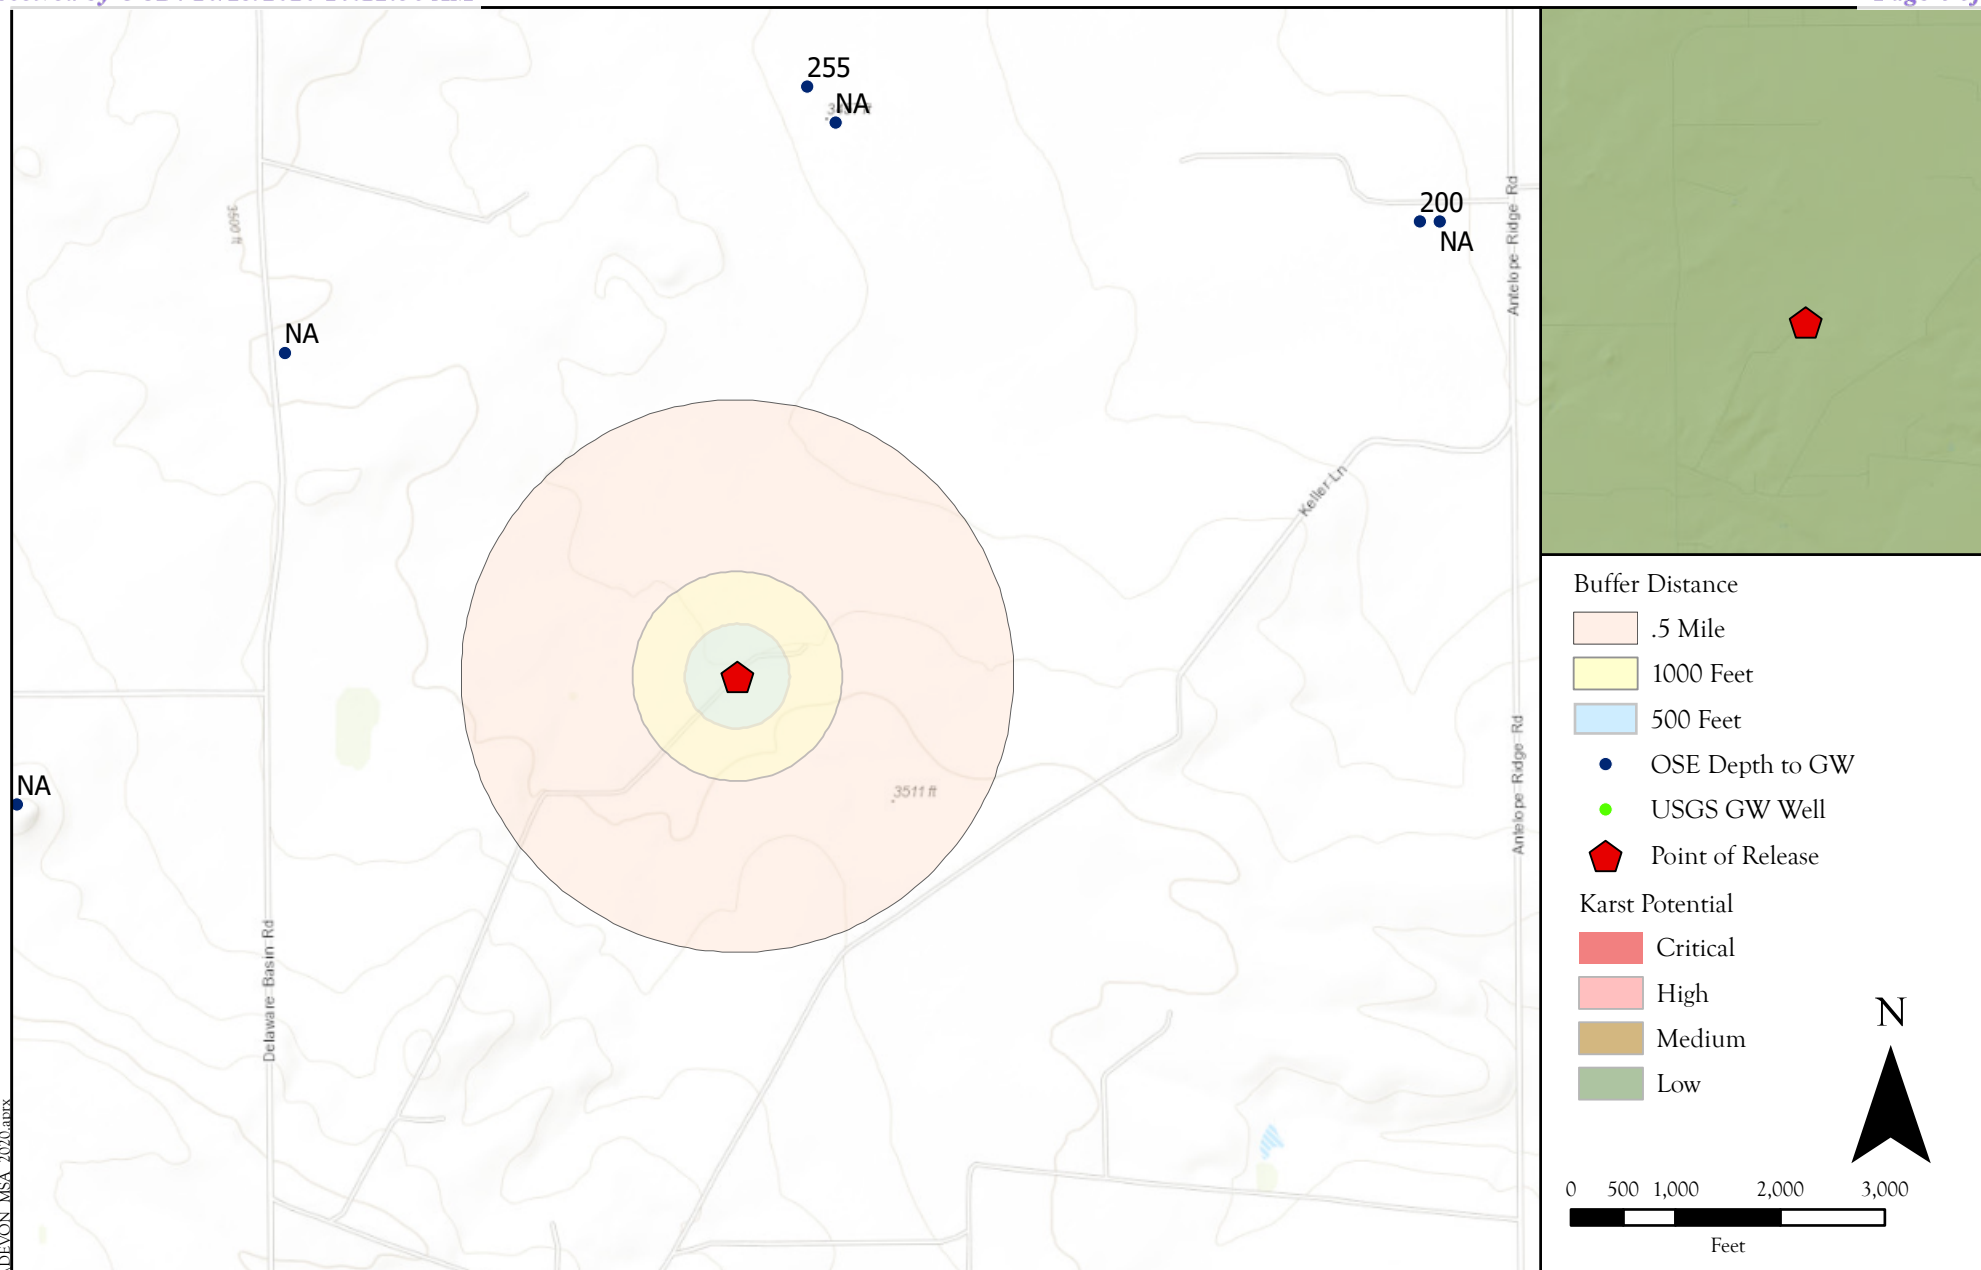 255
NA
200
NA
3500 ft
NA
Antelope Ridge Rd
Keller Ln
3511 ft
NA
Antelope Ridge Rd
Delaware Basin Rd
Buffer Distance
.5 Mile
1000 Feet
500 Feet
OSE Depth to GW
USGS GW Well
Point of Release
Karst Potential
Critical
High
Medium
Low
N
0 500 1,000 2,000 3,000
Feet